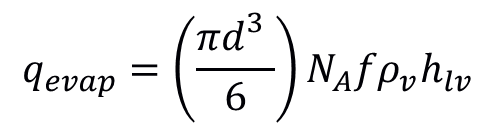 q_{evap} = \left(\frac{\pi d^3}{6}\right) N_A f \rho_v h_{lv}